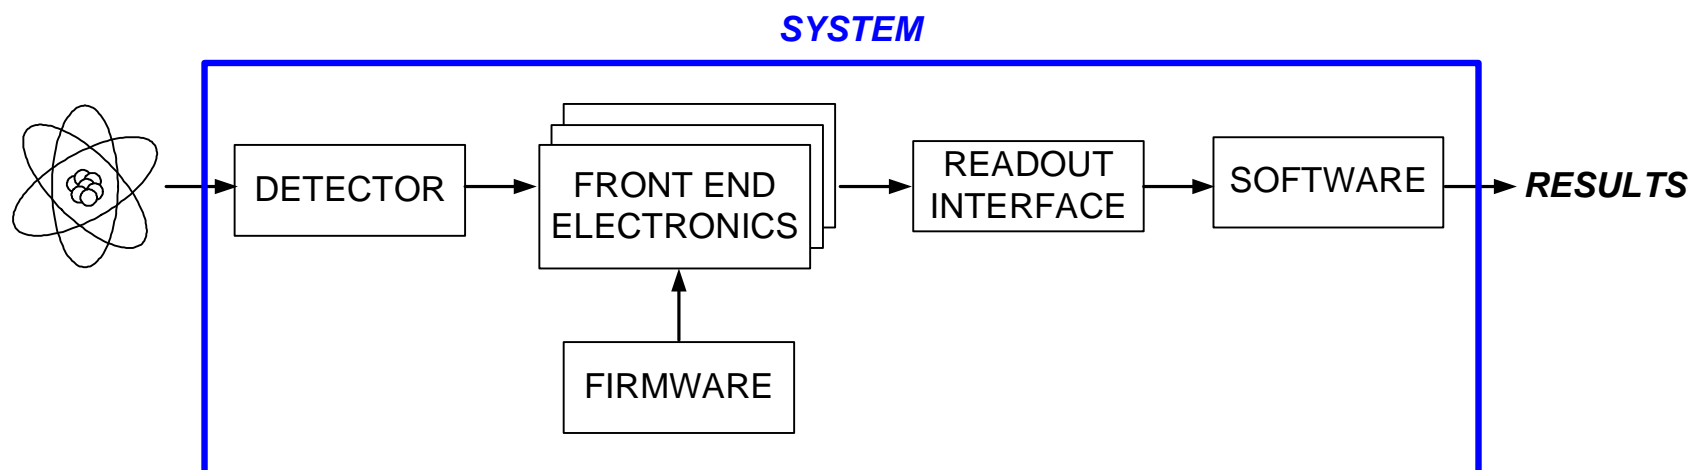 SYSTEM
DETECTOR
FRONT END
ELECTRONICS
READOUT
INTERFACE
SOFTWARE
RESULTS
FIRMWARE